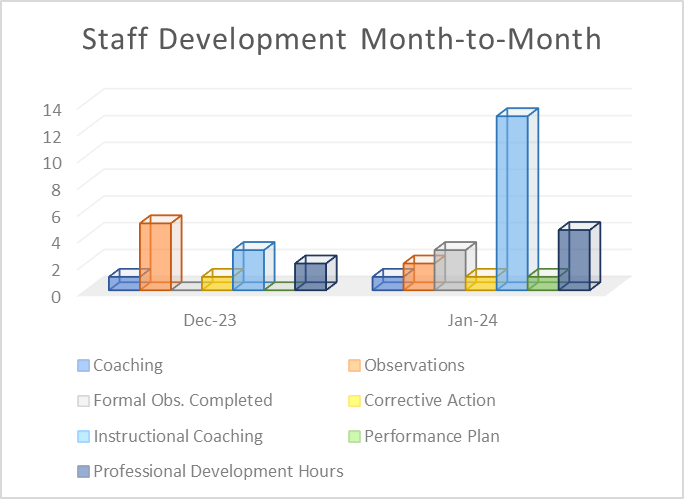 Staff Development Month-to-Month
14
12
10
8
6
4
2
0
Dec-23 Jan-24
Coaching Observations
Formal Obs. Completed Corrective Action
Instructional Coaching Performance Plan
Professional Development Hours